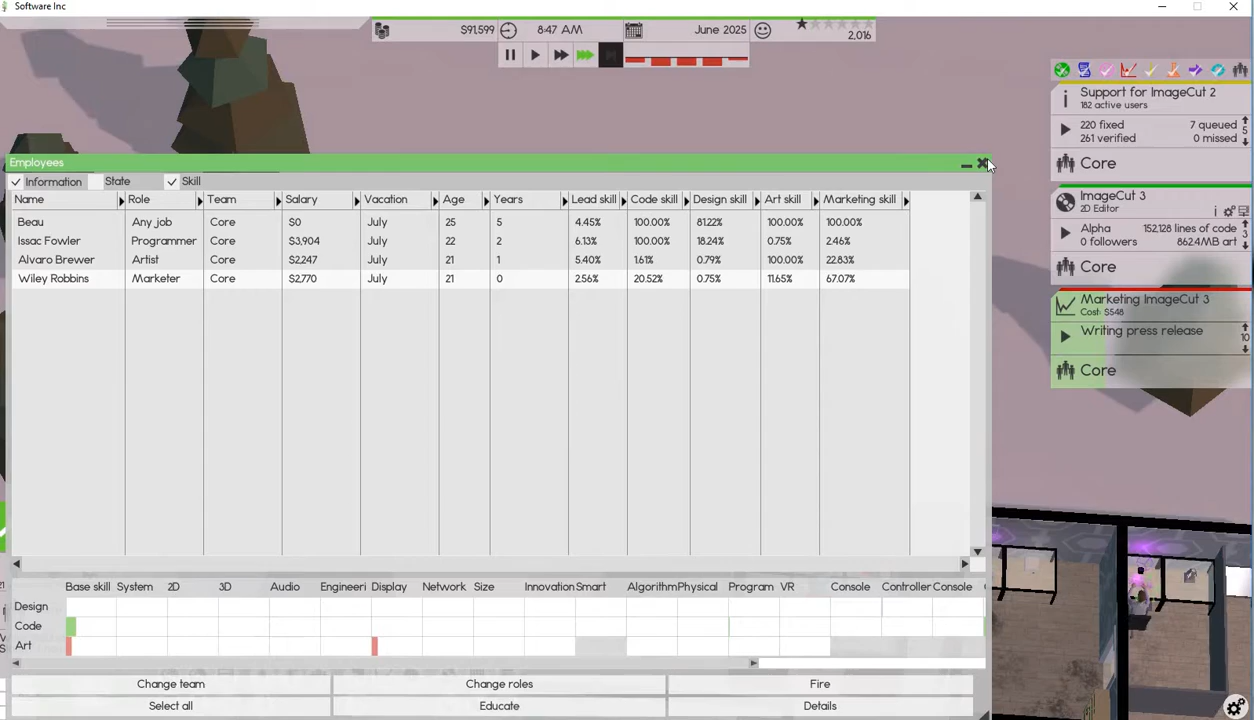 Software Inc
$91,599 8:47 AM June 2025 2,016
Support for ImageCut 2
182 active users
220 fixed 7 queued
261 verified 0 missed
5
Core
ImageCut 3
2D Editor
Alpha 152,128 lines of code
0 followers 862.4MB art
3
Core
Marketing ImageCut 3
Cost: $548
Writing press release
10
Core
Employees
Information State Skill
Name Role Team Salary Vacation Age Years Lead skill Code skill Design skill Art skill Marketing skill
Beau Any job Core $0 July 25 5 4.45% 100.00% 81.22% 100.00% 100.00%
Issac Fowler Programmer Core $3,904 July 22 2 6.13% 100.00% 18.24% 0.75% 2.46%
Alvaro Brewer Artist Core $2,247 July 21 1 5.40% 1.61% 0.79% 100.00% 22.83%
Wiley Robbins Marketer Core $2,770 July 21 0 2.56% 20.52% 0.75% 11.65% 67.07%
Base skill System 2D 3D Audio Engineeri Display Network Size Innovation Smart Algorithm Physical Program VR Console Controller Console
Design
Code
Art
Change team Change roles Fire
Select all Educate Details